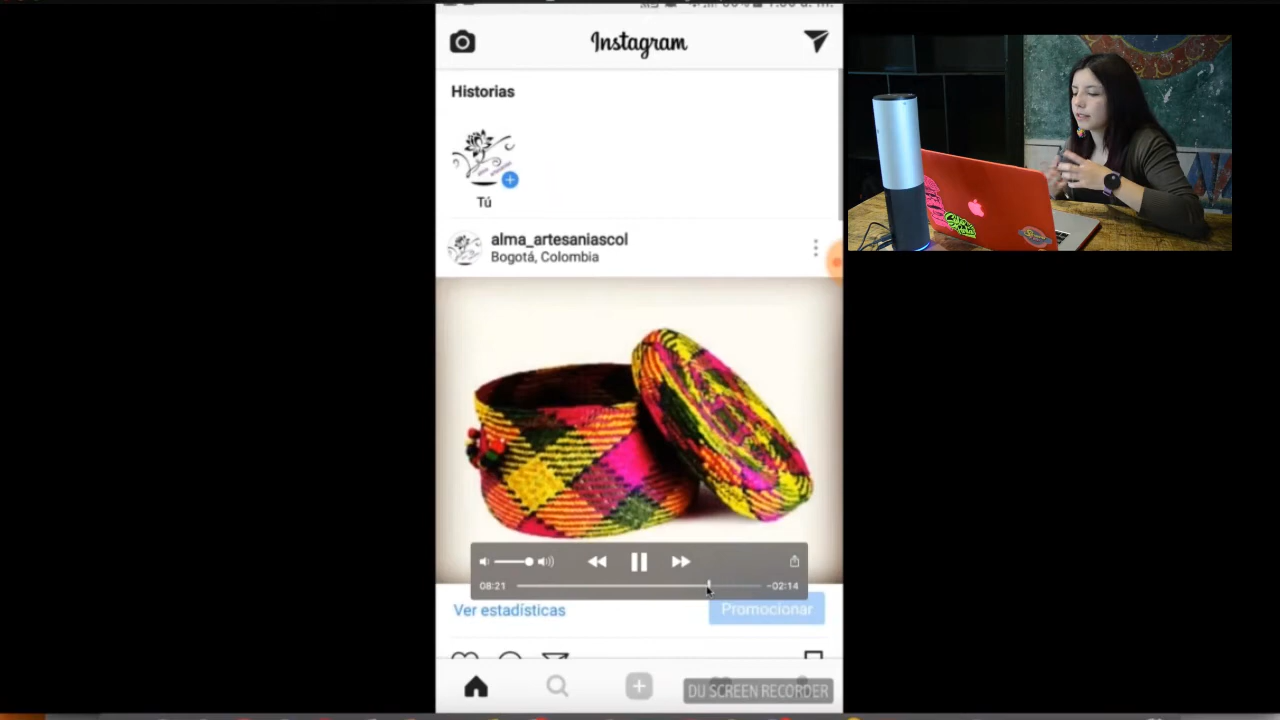 Instagram
Historias
Tú
alma_artesaniascol
Bogotá, Colombia
08:21
-02:14
Ver estadísticas
Promocionar
DU SCREEN RECORDER